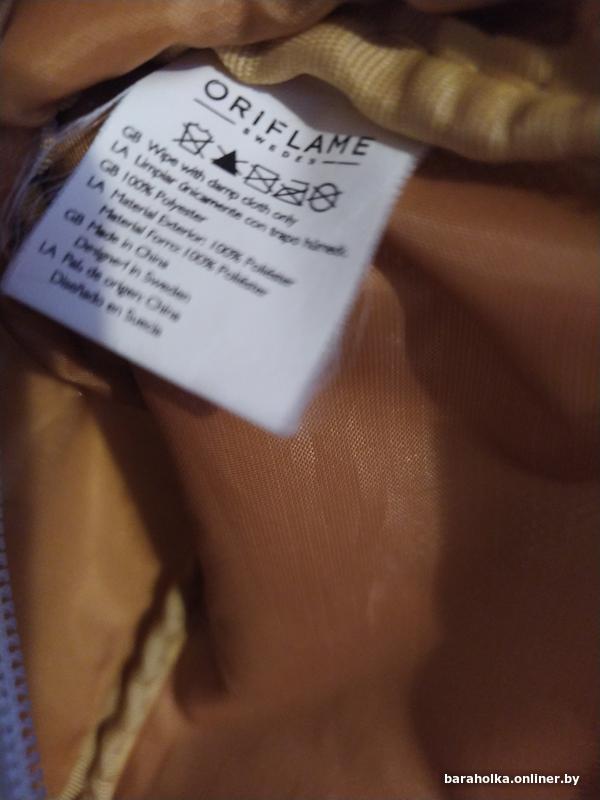 ORIFLAME
SWEDEN
GB Wipe with damp cloth only
LA Limpiar únicamente con trapo húmedo
GB 100% Polyester
LA Material Exterior: 100% Poliéster
Material Forro: 100% Poliéster
GB Made in China
Designed in Sweden
LA País de origen China
Diseñado en Suecia
baraholka.onliner.by